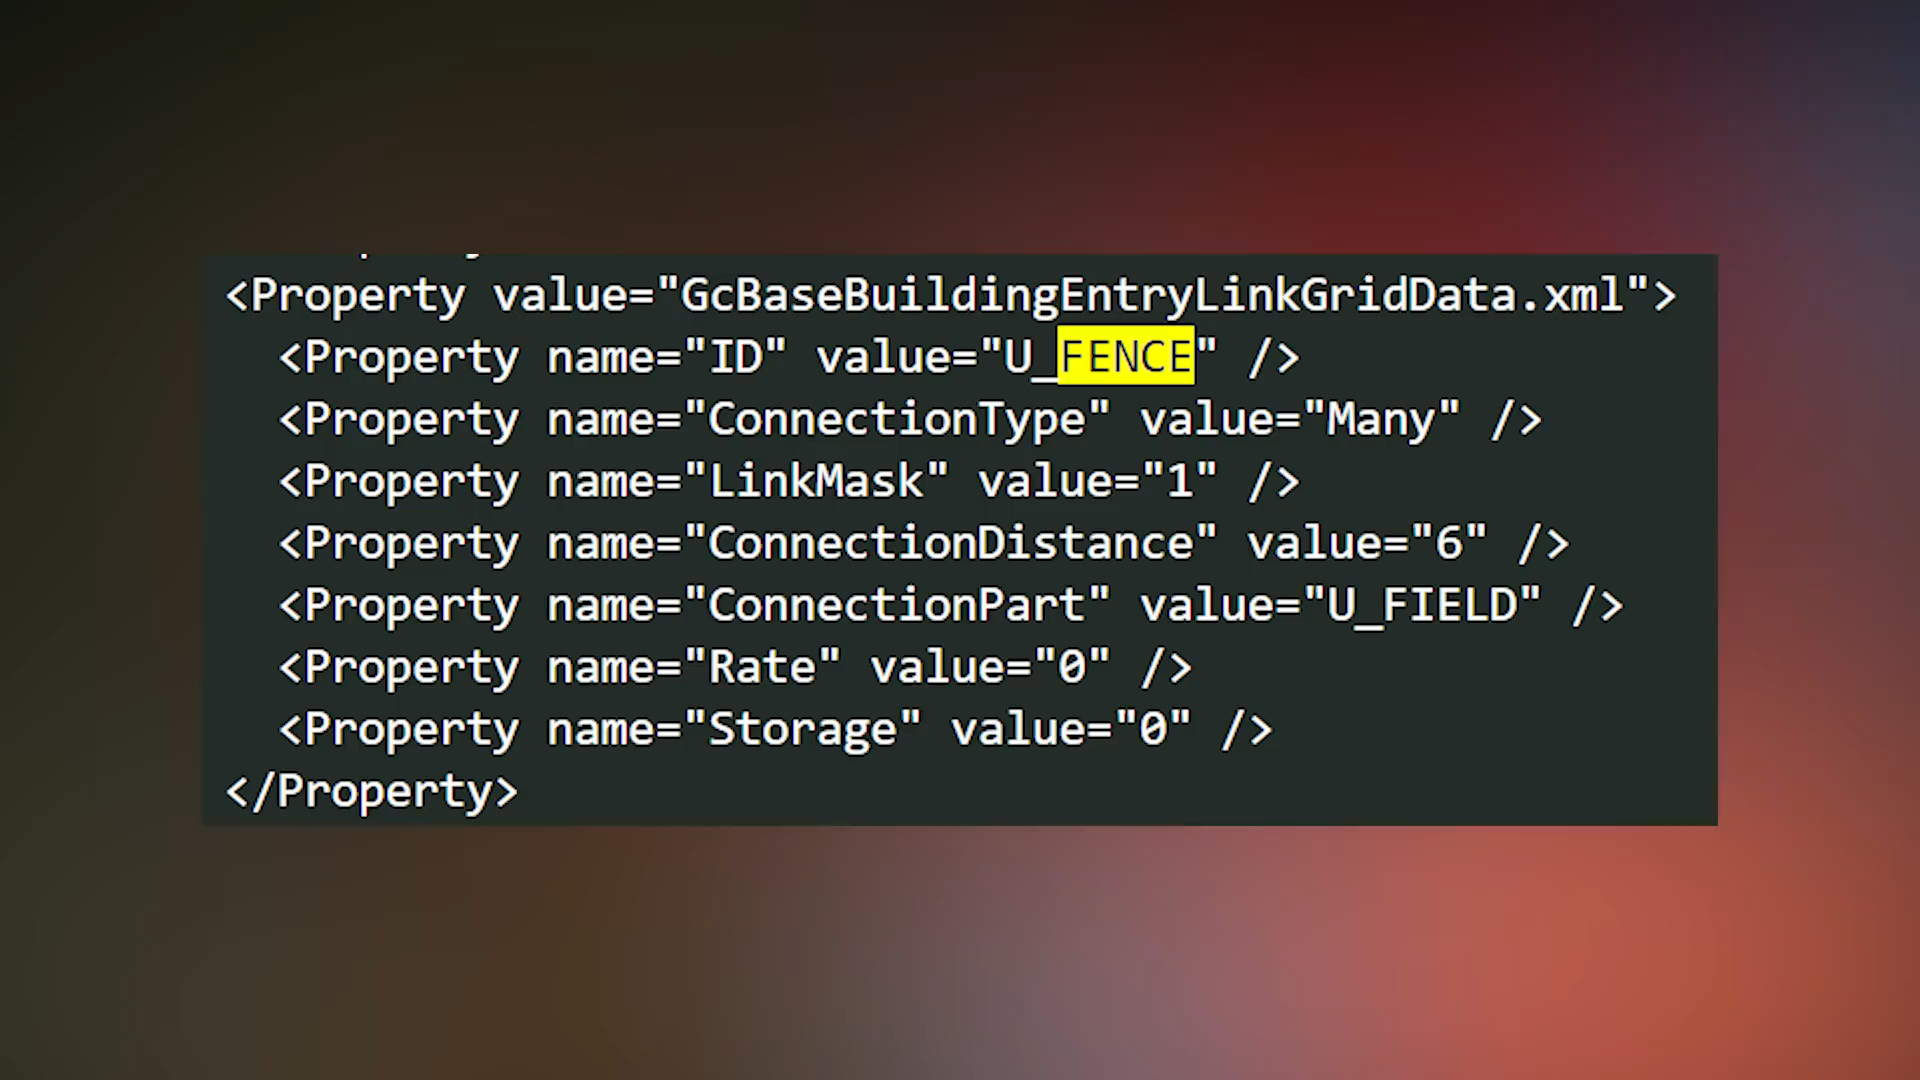 <Property value="GcBaseBuildingEntryLinkGridData.xml">
<Property name="ID" value="U_FENCE" />
<Property name="ConnectionType" value="Many" />
<Property name="LinkMask" value="1" />
<Property name="ConnectionDistance" value="6" />
<Property name="ConnectionPart" value="U_FIELD" />
<Property name="Rate" value="0" />
<Property name="Storage" value="0" />
</Property>